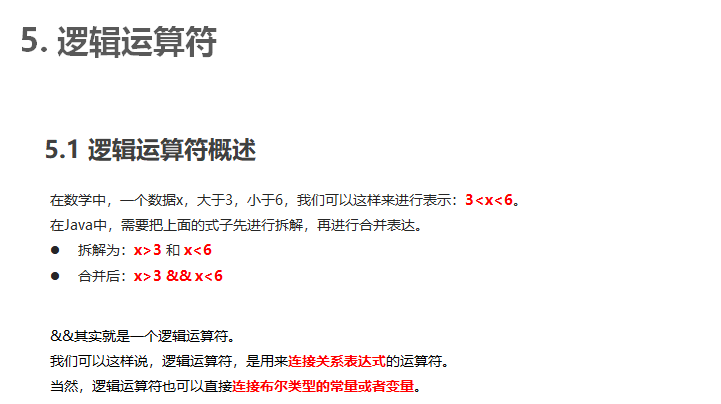 5. 逻辑运算符
5.1 逻辑运算符概述
在数学中，一个数据x，大于3，小于6，我们可以这样来进行表示：3<x<6。
在Java中，需要把上面的式子先进行拆解，再进行合并表达。
● 拆解为：x>3 和 x<6
● 合并后：x>3 && x<6
&&其实就是一个逻辑运算符。
我们可以这样说，逻辑运算符，是用来连接关系表达式的运算符。
当然，逻辑运算符也可以直接连接布尔类型的常量或者变量。